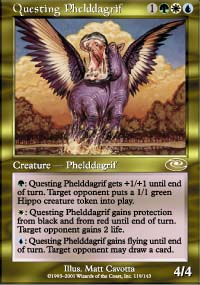 Questing Phelddagrif 1
Creature — Phelddagrif
: Questing Phelddagrif gets +1/+1 until end
of turn. Target opponent puts a 1/1 green
Hippo creature token into play.
: Questing Phelddagrif gains protection
from black and from red until end of turn.
Target opponent gains 2 life.
: Questing Phelddagrif gains flying until end
of turn. Target opponent may draw a card.
Illus. Matt Cavotta
©1995-2001 Wizards of the Coast, Inc. 119/143
4/4